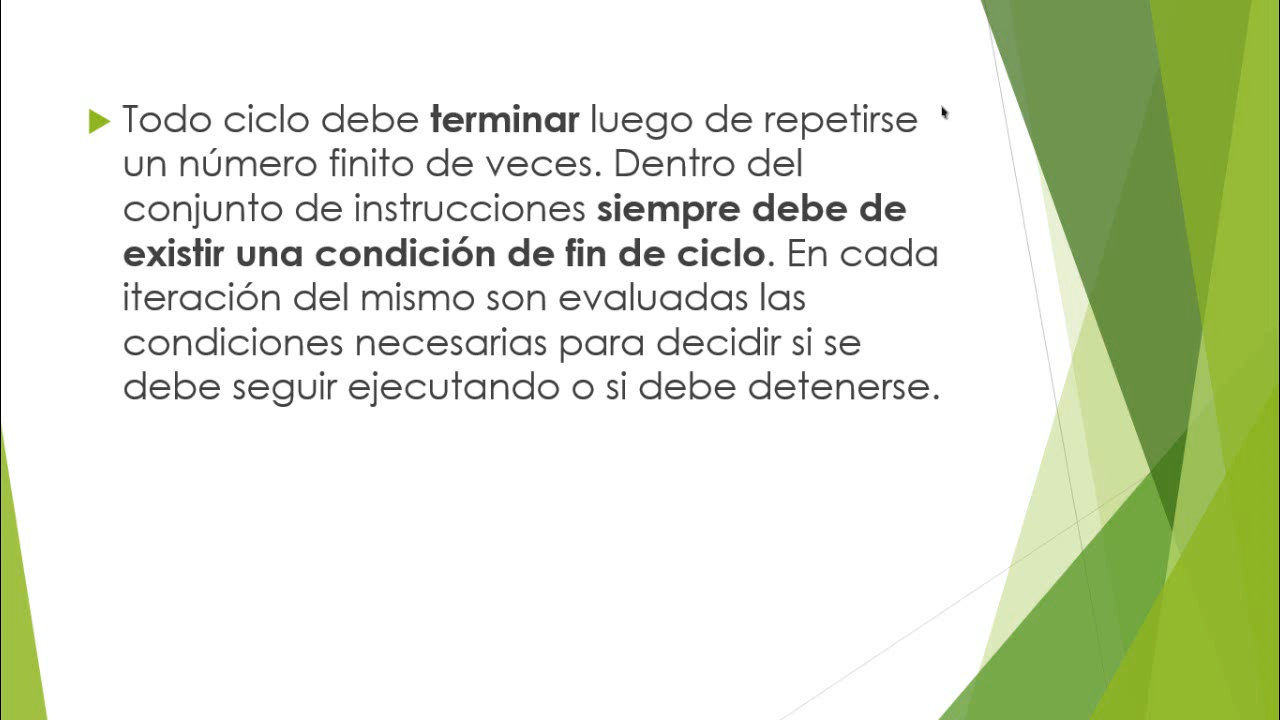 Todo ciclo debe terminar luego de repetirse
un número finito de veces. Dentro del
conjunto de instrucciones siempre debe de
existir una condición de fin de ciclo. En cada
iteración del mismo son evaluadas las
condiciones necesarias para decidir si se
debe seguir ejecutando o si debe detenerse.